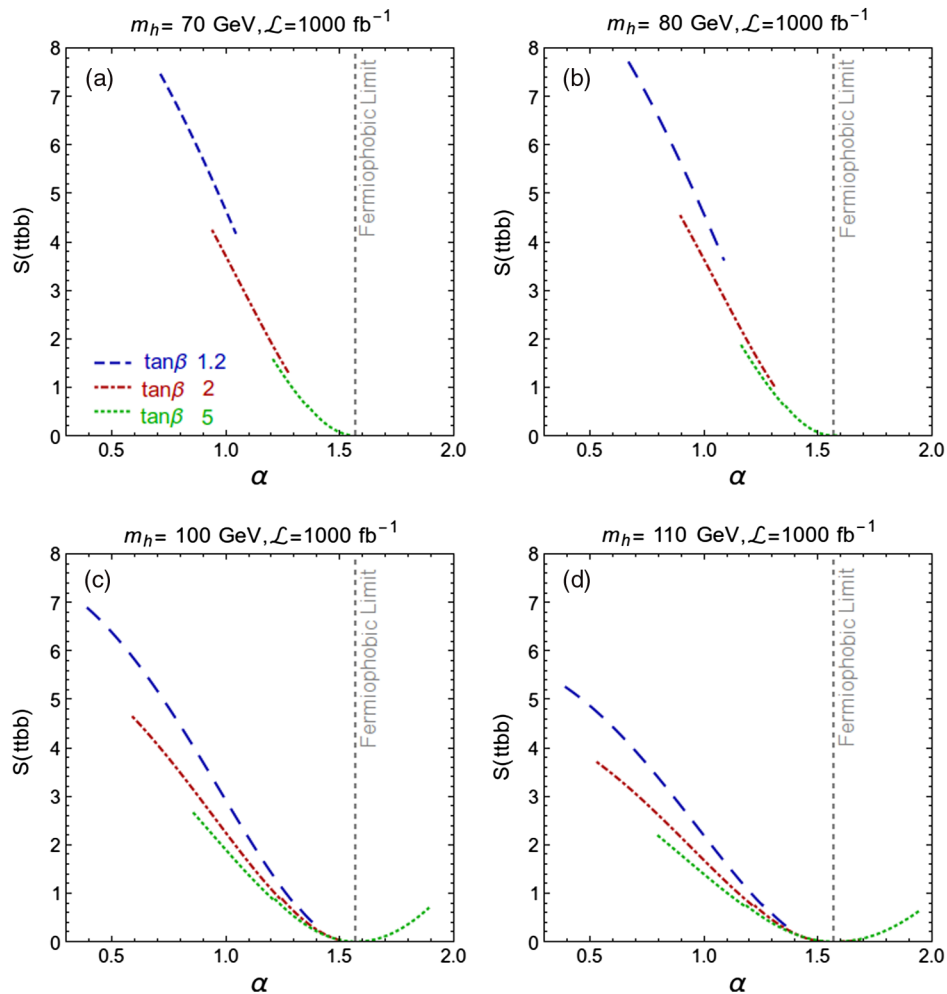 m_h = 70 GeV, ℒ=1000 fb⁻¹
(a)
8
7
6
5
4
3
2
1
0
S(ttbb)
Fermiophobic Limit
tanβ 1.2
tanβ 2
tanβ 5
0.5 1.0 1.5 2.0
α
m_h = 80 GeV, ℒ=1000 fb⁻¹
(b)
8
7
6
5
4
3
2
1
0
S(ttbb)
Fermiophobic Limit
0.5 1.0 1.5 2.0
α
m_h = 100 GeV, ℒ=1000 fb⁻¹
(c)
8
7
6
5
4
3
2
1
0
S(ttbb)
Fermiophobic Limit
0.5 1.0 1.5 2.0
α
m_h = 110 GeV, ℒ=1000 fb⁻¹
(d)
8
7
6
5
4
3
2
1
0
S(ttbb)
Fermiophobic Limit
0.5 1.0 1.5 2.0
α